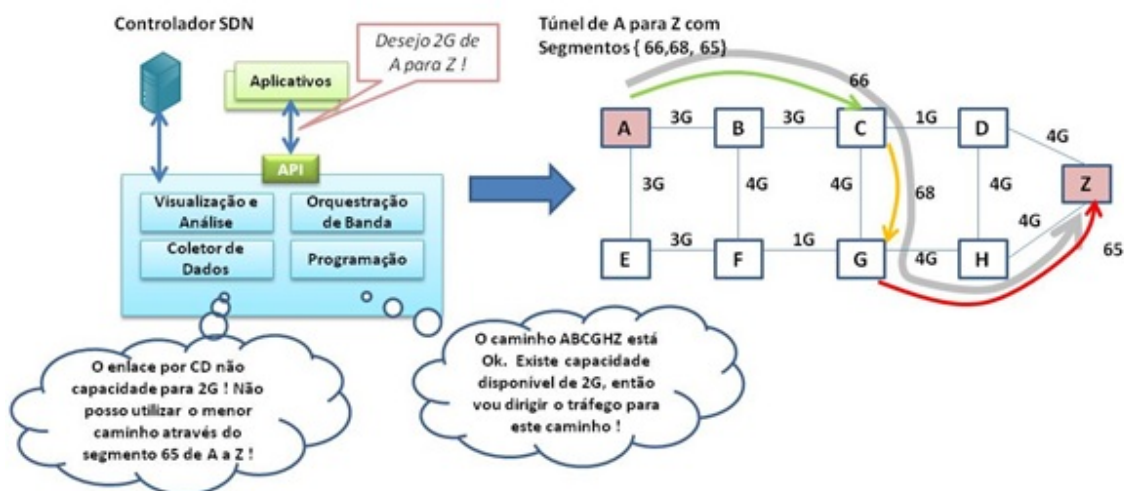 Controlador SDN
Aplicativos
Desejo 2G de
A para Z !
API
Visualização e
Análise
Orquestração
de Banda
Coletor de
Dados
Programação
O enlace por CD não
capacidade para 2G ! Não
posso utilizar o menor
caminho através do
segmento 65 de A a Z !
O caminho ABCGHZ está
Ok. Existe capacidade
disponível de 2G, então
vou dirigir o tráfego para
este caminho !
Túnel de A para Z com
Segmentos { 66,68, 65}
66
A
3G
B
3G
C
1G
D
4G
3G
4G
4G
68
4G
Z
4G
65
E
3G
F
1G
G
4G
H